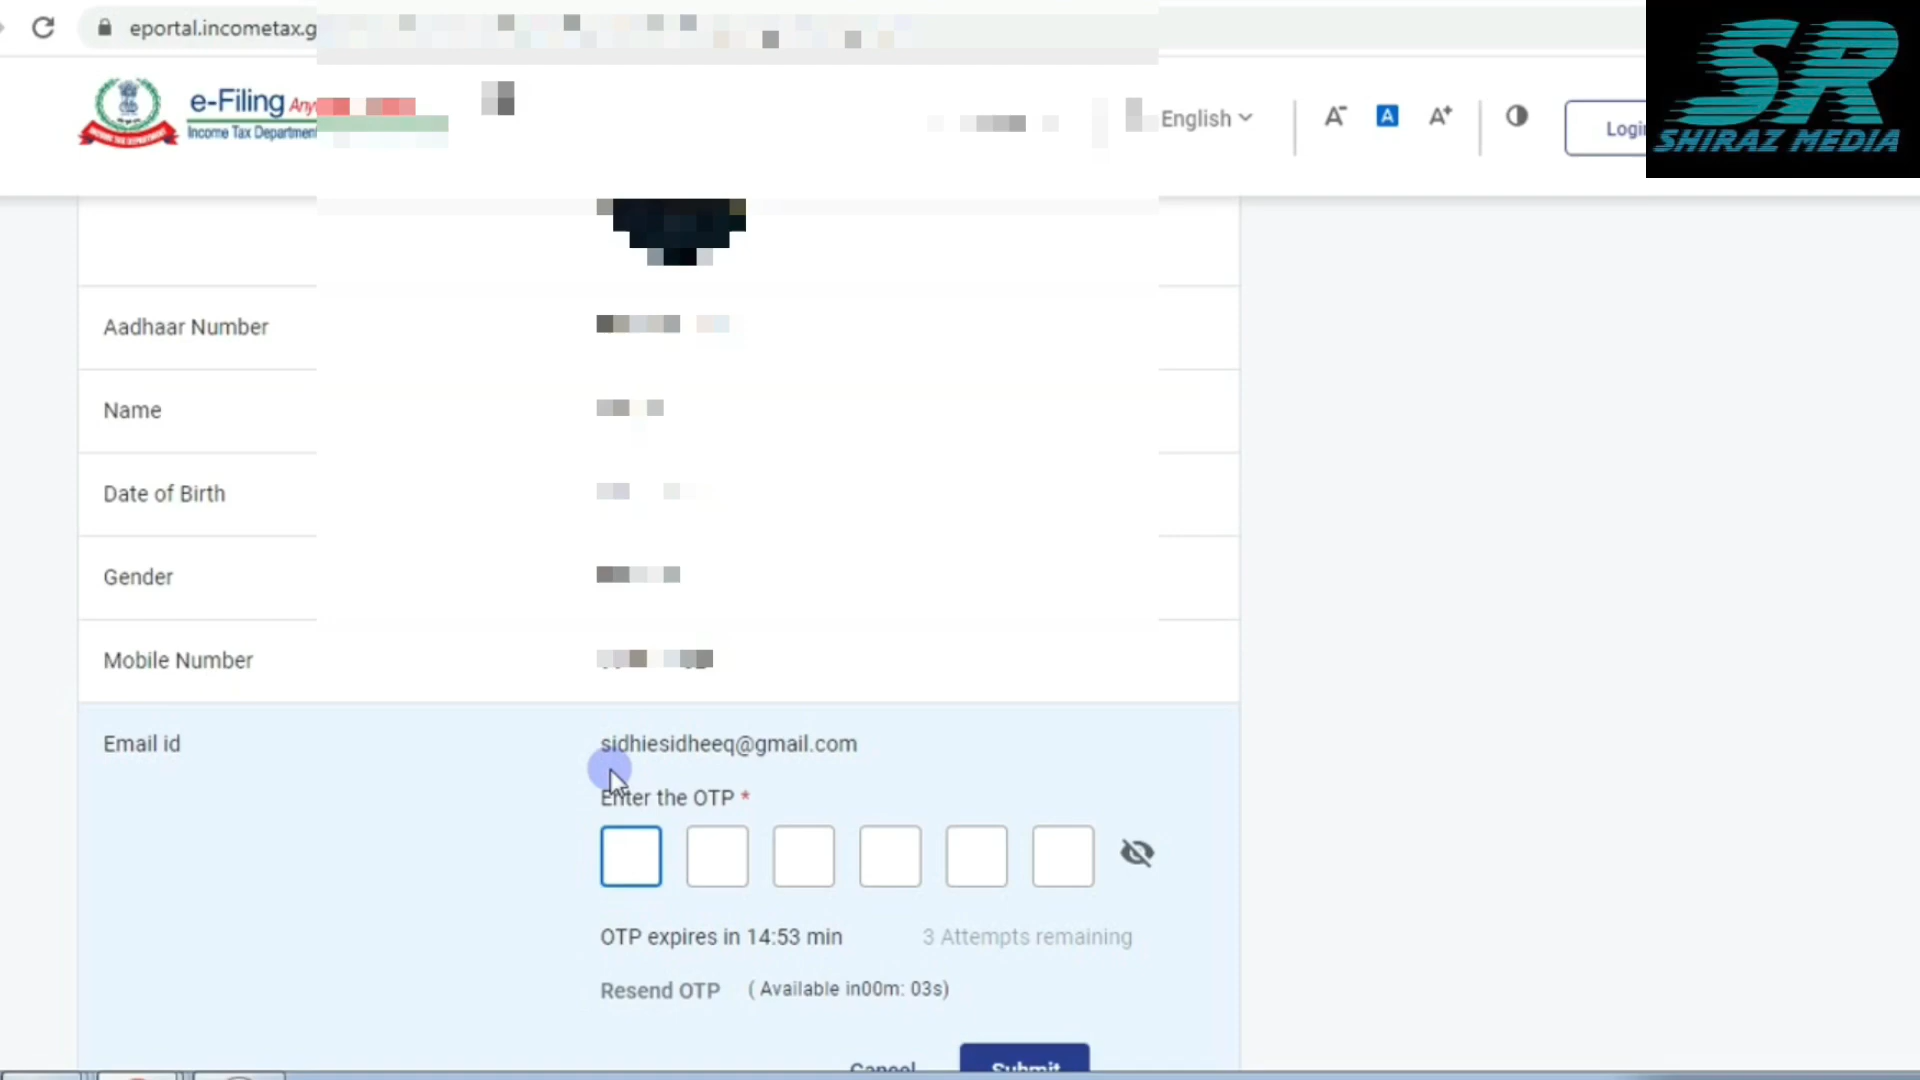 eportal.incometax.g
SR
SHIRAZ MEDIA
e-Filing Any
Income Tax Department
English
A-
A
A+
Login
Aadhaar Number
Name
Date of Birth
Gender
Mobile Number
Email id
sidhiesidheeq@gmail.com
Enter the OTP *
OTP expires in 14:53 min
3 Attempts remaining
Resend OTP
( Available in00m: 03s)
Cancel
Submit